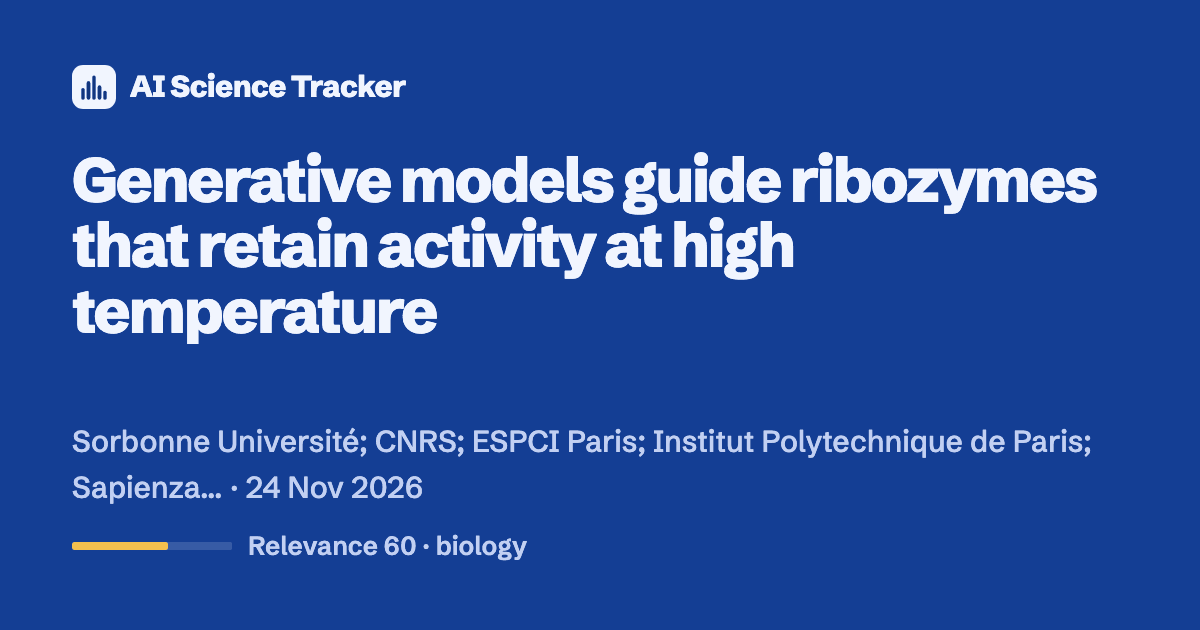 AI Science Tracker
Generative models guide ribozymes
that retain activity at high
temperature
Sorbonne Université; CNRS; ESPCI Paris; Institut Polytechnique de Paris;
Sapienza... · 24 Nov 2026
Relevance 60 · biology